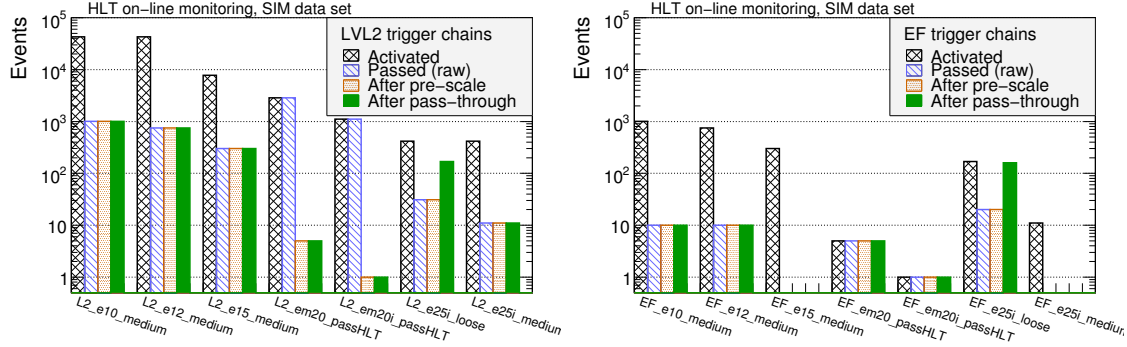 HLT on-line monitoring, SIM data set
Events
LVL2 trigger chains
Activated
Passed (raw)
After pre-scale
After pass-through
10^5
10^4
10^3
10^2
10
1
L2_e10_medium
L2_e12_medium
L2_e15_medium
L2_em20_passHLT
L2_em20i_passHLT
L2_e25i_loose
L2_e25i_medium
HLT on-line monitoring, SIM data set
Events
EF trigger chains
Activated
Passed (raw)
After pre-scale
After pass-through
10^5
10^4
10^3
10^2
10
1
EF_e10_medium
EF_e12_medium
EF_e15_medium
EF_em20_passHLT
EF_em20i_passHLT
EF_e25i_loose
EF_e25i_medium